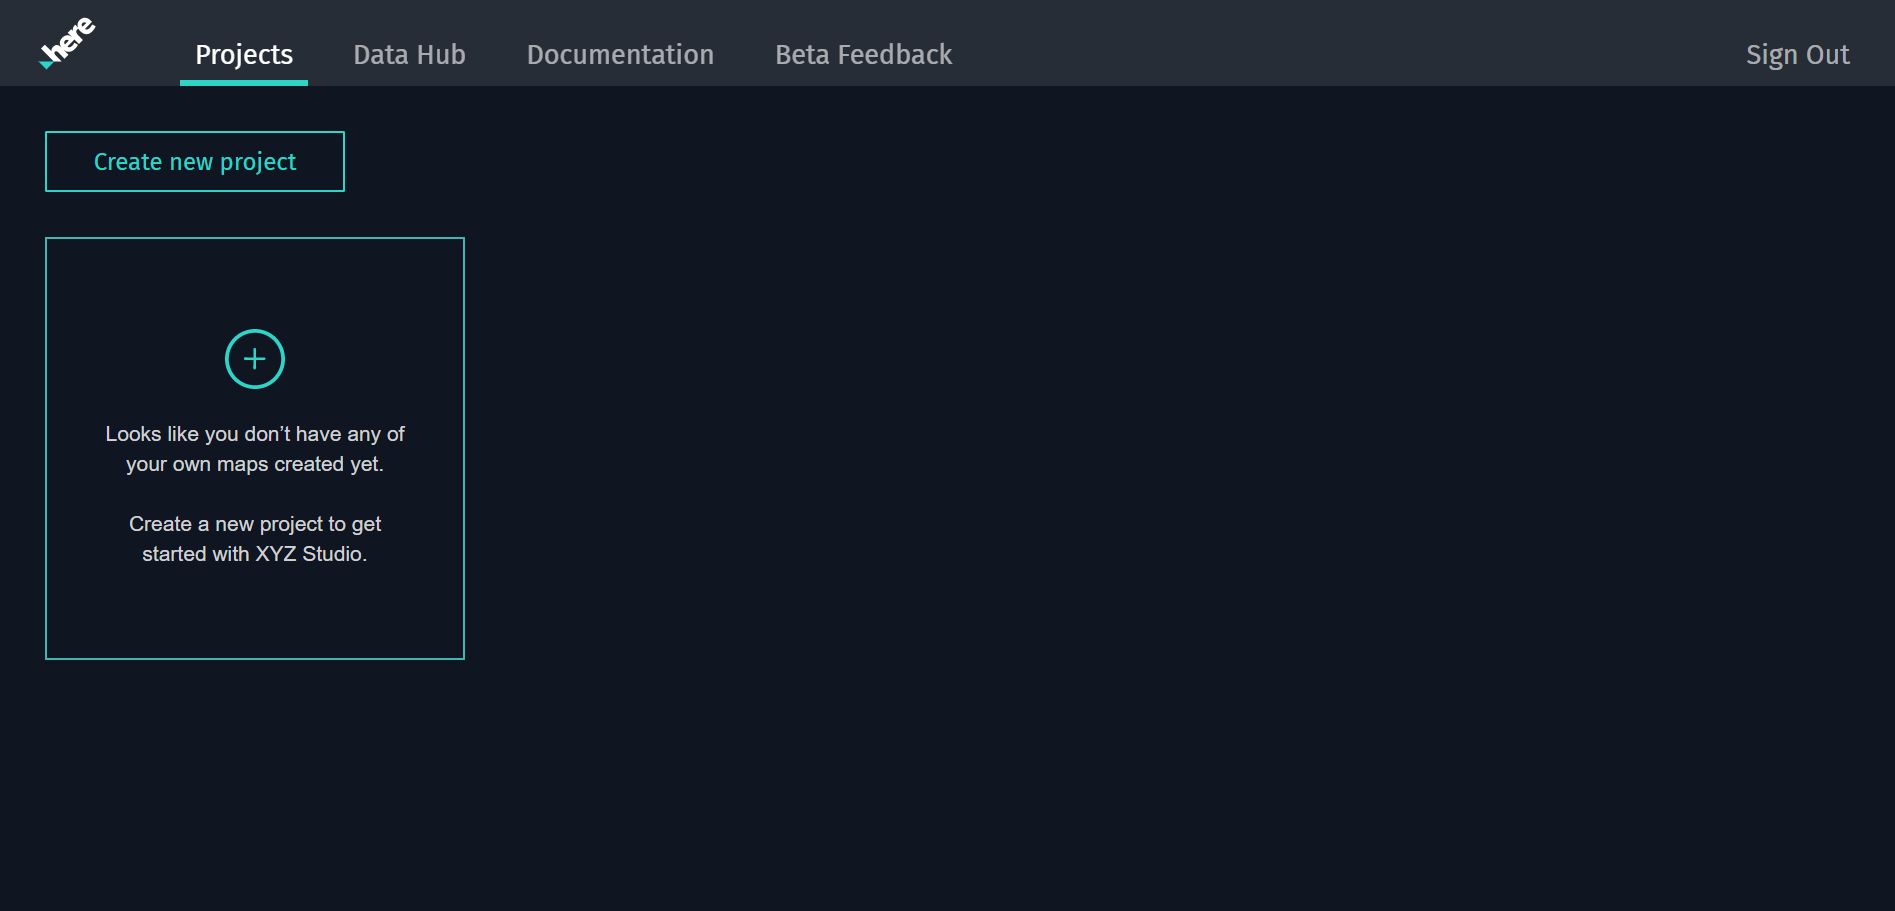 here
Projects
Data Hub
Documentation
Beta Feedback
Sign Out
Create new project
Looks like you don’t have any of
your own maps created yet.
Create a new project to get
started with XYZ Studio.